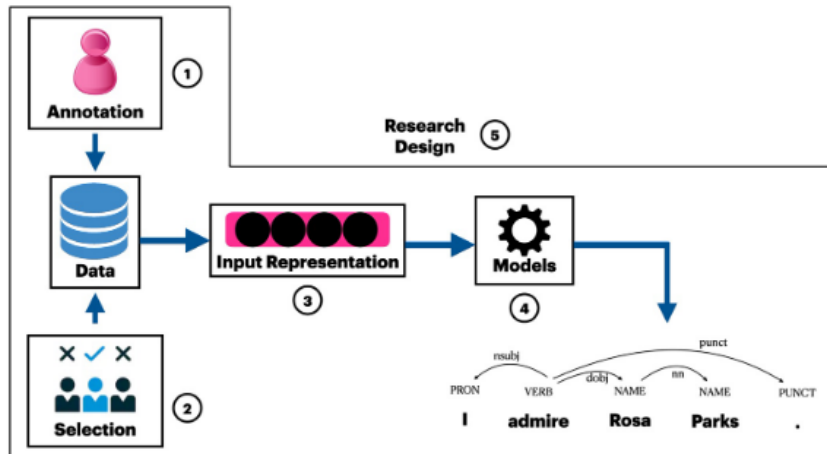 1
Annotation
Research
Design
5
Data
Input Representation
3
Models
4
Selection
2
nsubj
dobj
nn
punct
PRON VERB NAME NAME PUNCT
I admire Rosa Parks .